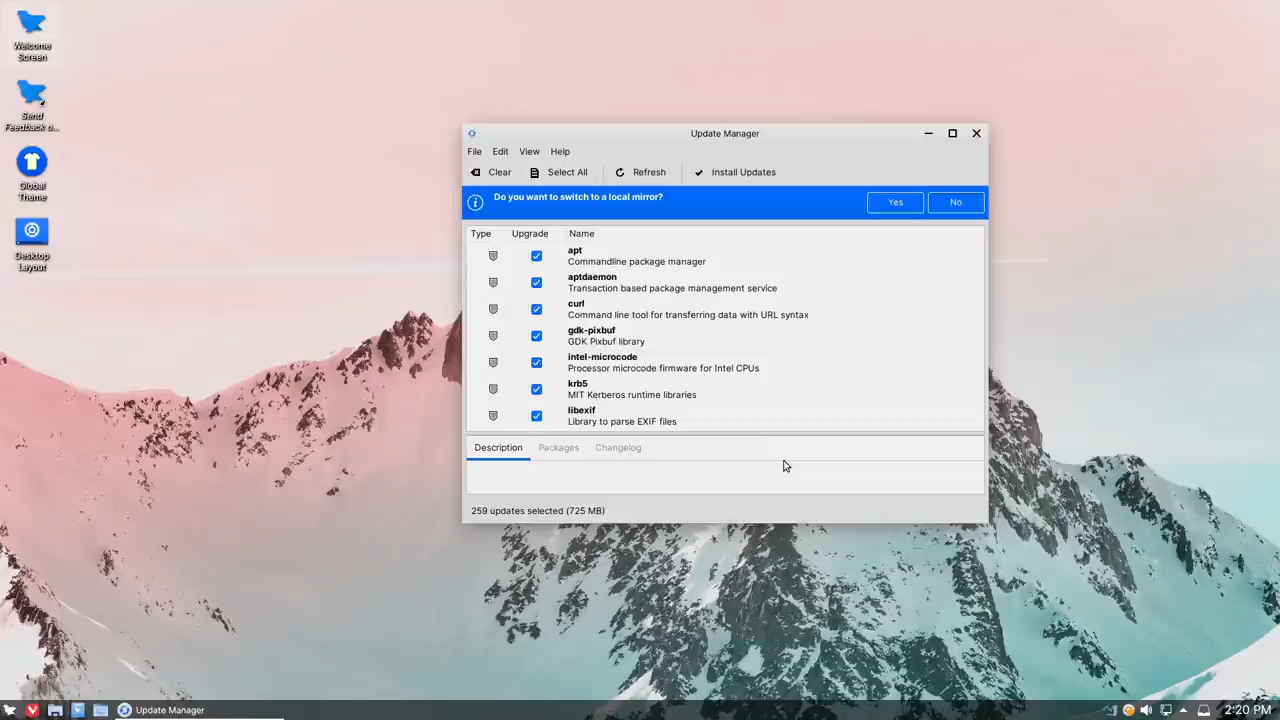 Welcome
Screen
Send
Feedback o...
Global
Theme
Desktop
Layout
Update Manager
File Edit View Help
Clear Select All Refresh Install Updates
Do you want to switch to a local mirror?
Yes No
Type Upgrade Name
apt
Commandline package manager
aptdaemon
Transaction based package management service
curl
Command line tool for transferring data with URL syntax
gdk-pixbuf
GDK Pixbuf library
intel-microcode
Processor microcode firmware for Intel CPUs
krb5
MIT Kerberos runtime libraries
libexif
Library to parse EXIF files
Description Packages Changelog
259 updates selected (725 MB)
Update Manager
2:20 PM